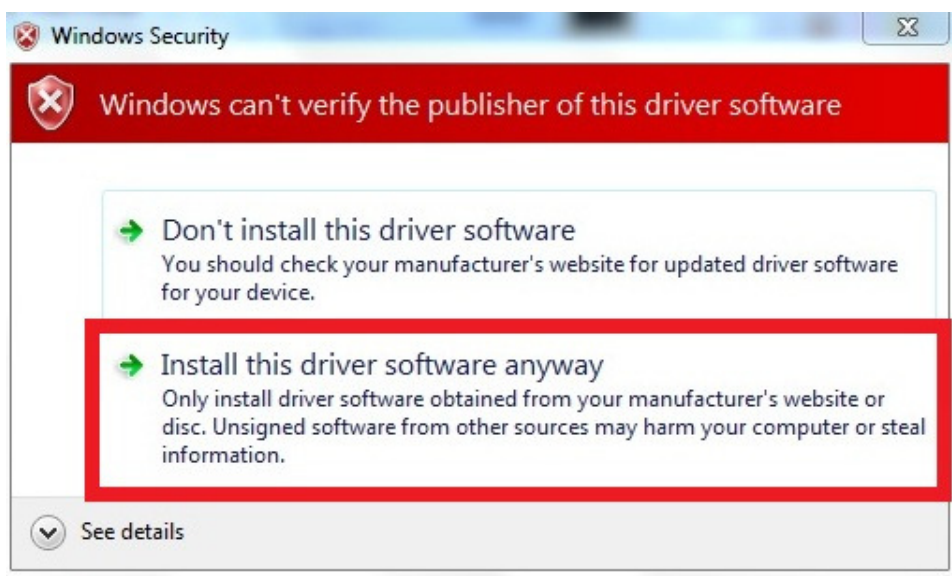 Windows Security
Windows can't verify the publisher of this driver software
Don't install this driver software
You should check your manufacturer's website for updated driver software
for your device.
Install this driver software anyway
Only install driver software obtained from your manufacturer's website or
disc. Unsigned software from other sources may harm your computer or steal
information.
See details